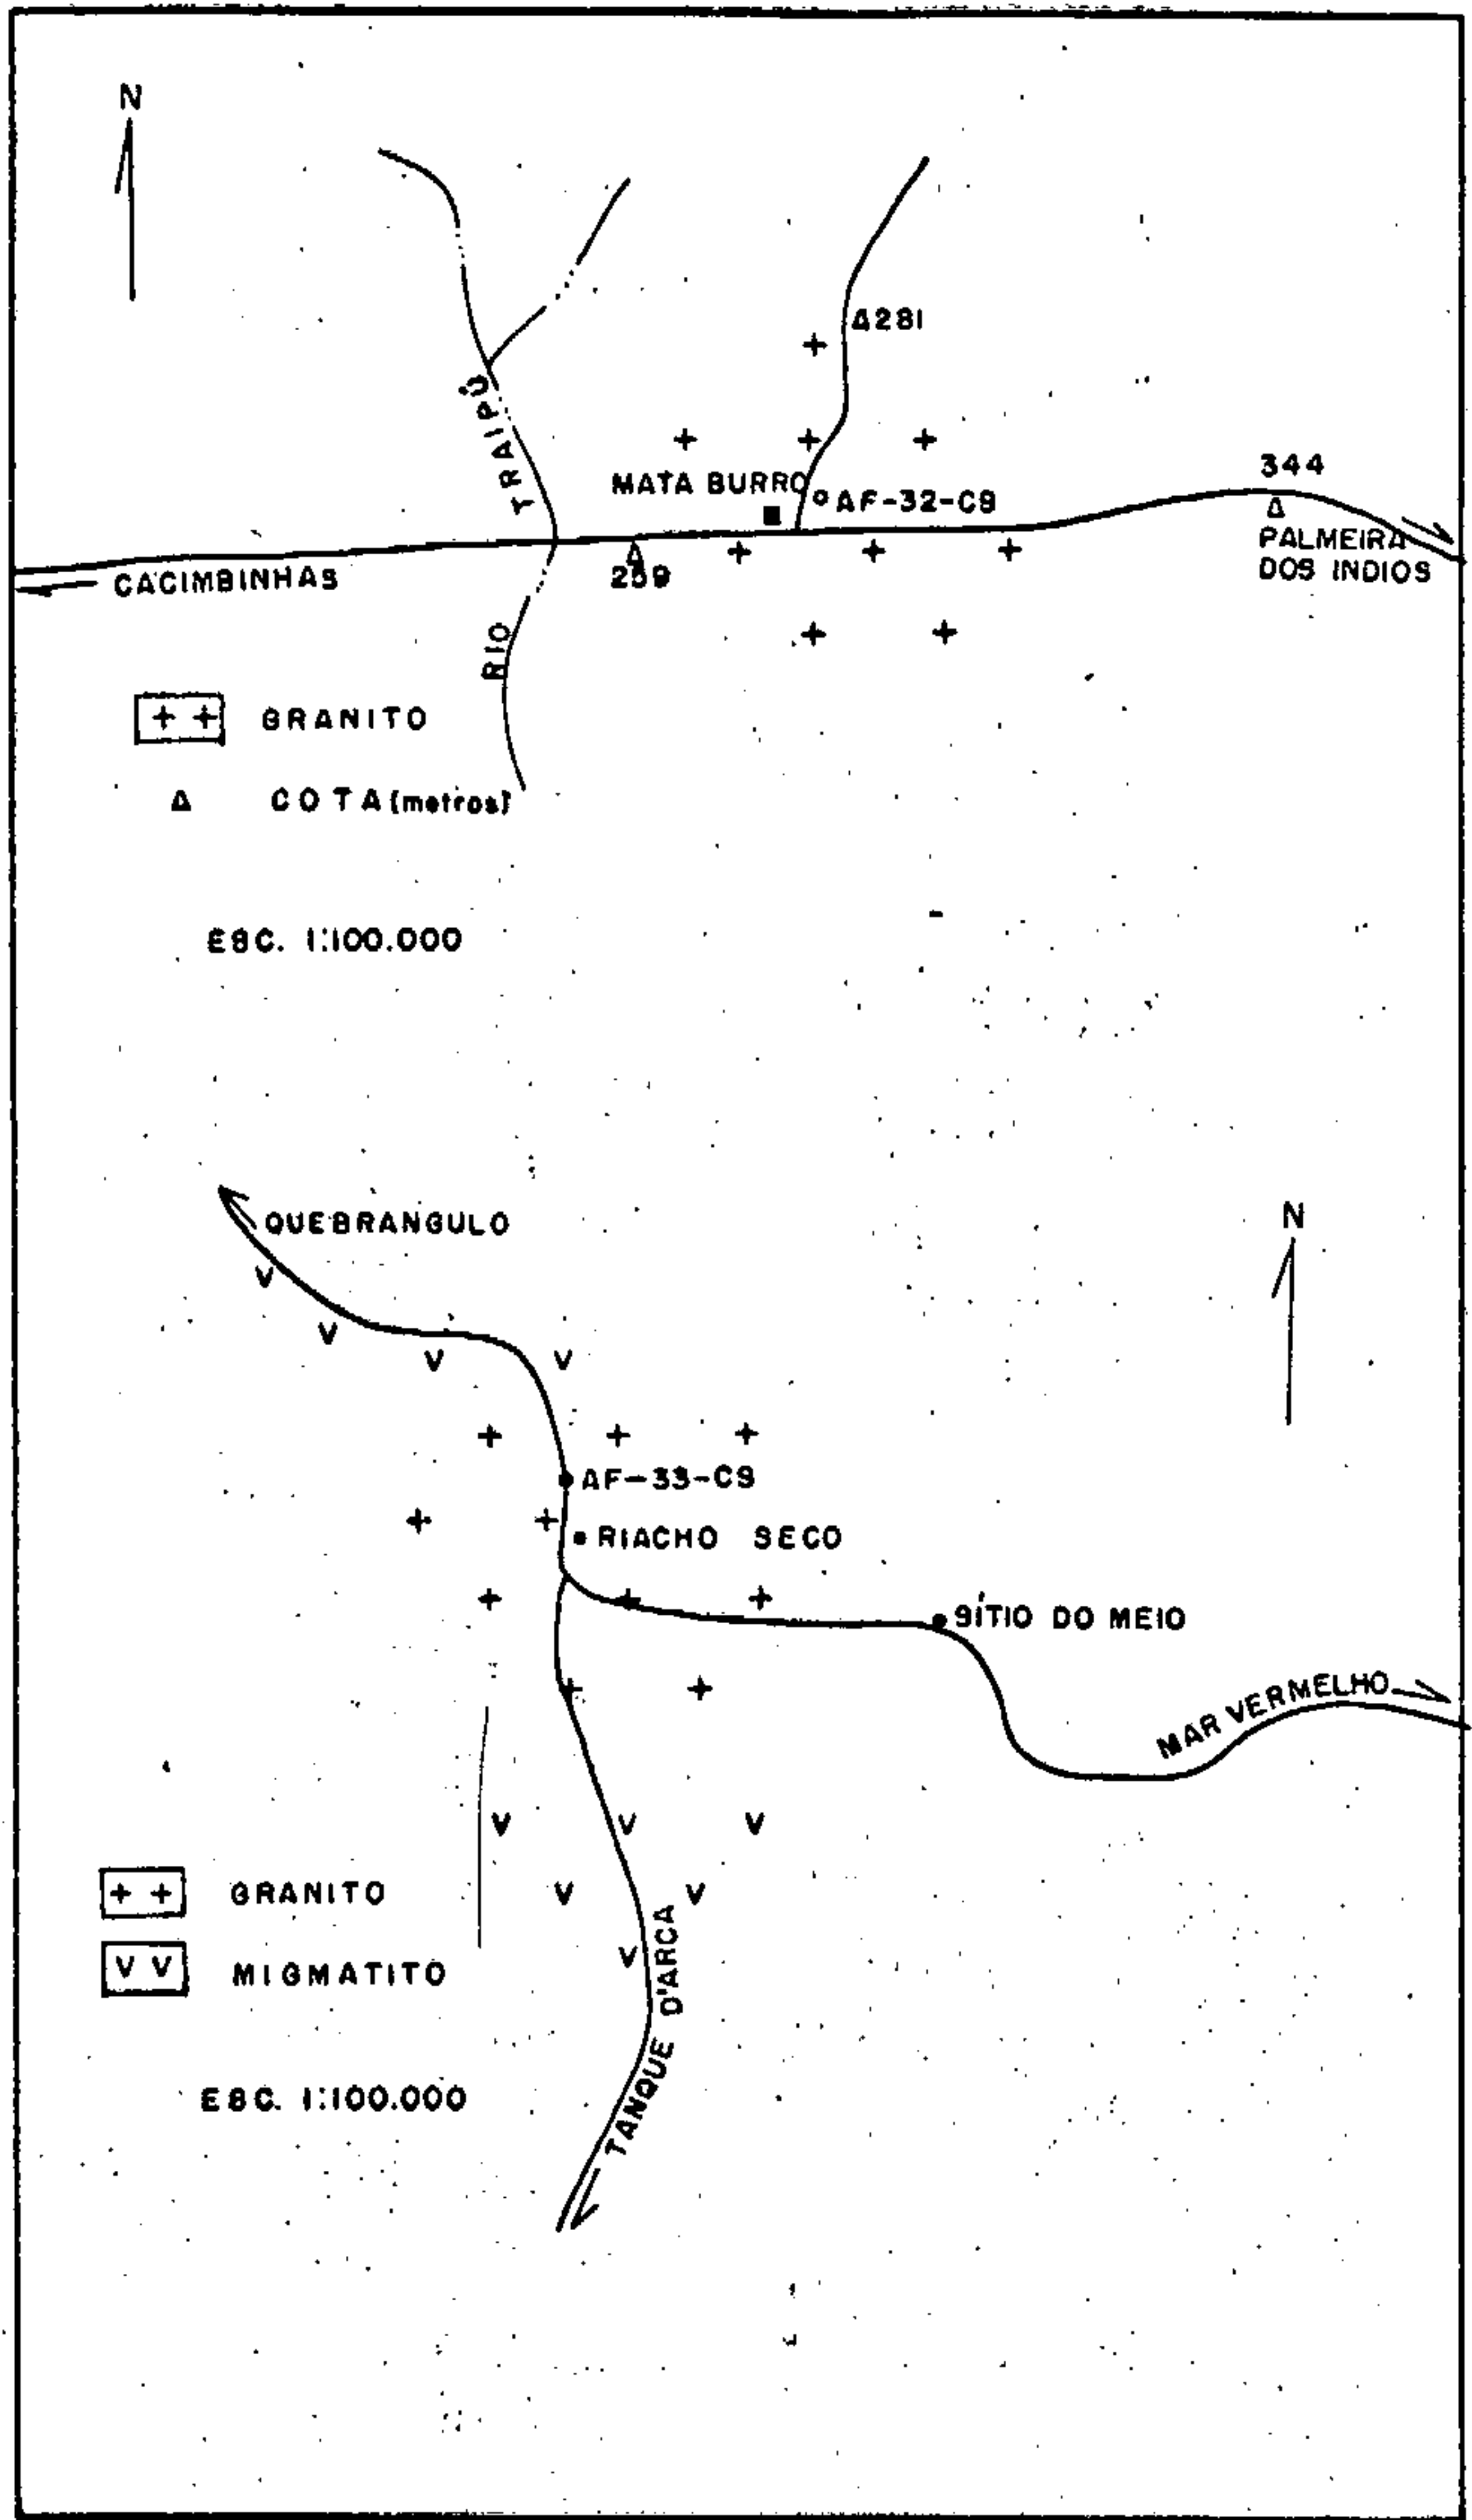 N
Δ281
RIO TRAIPÚ
344
MATA BURRO
AF-32-CS
PALMEIRA
DOS INDIOS
CACIMBINHAS
259
++ GRANITO
Δ COTA (metros)
ESC. 1:100.000
QUEBRANGULO
N
AF-33-CS
RIACHO SECO
SÍTIO DO MEIO
MAR VERMELHO
++ GRANITO
TANQUE D'ARCA
V V MIGMATITO
ESC. 1:100.000